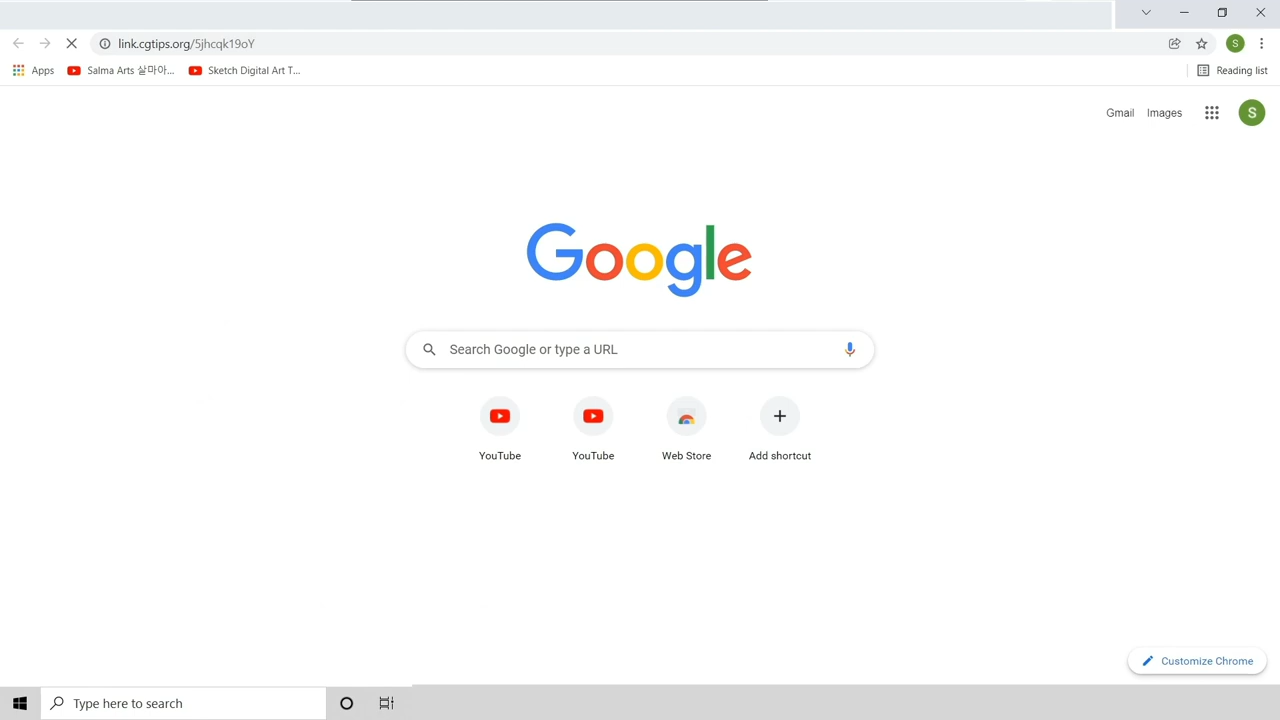 link.cgtips.org/5jhcqk19oY
S
Apps
Salma Arts 살마아...
Sketch Digital Art T...
Reading list
Gmail
Images
S
Google
Search Google or type a URL
YouTube
YouTube
Web Store
Add shortcut
Customize Chrome
Type here to search